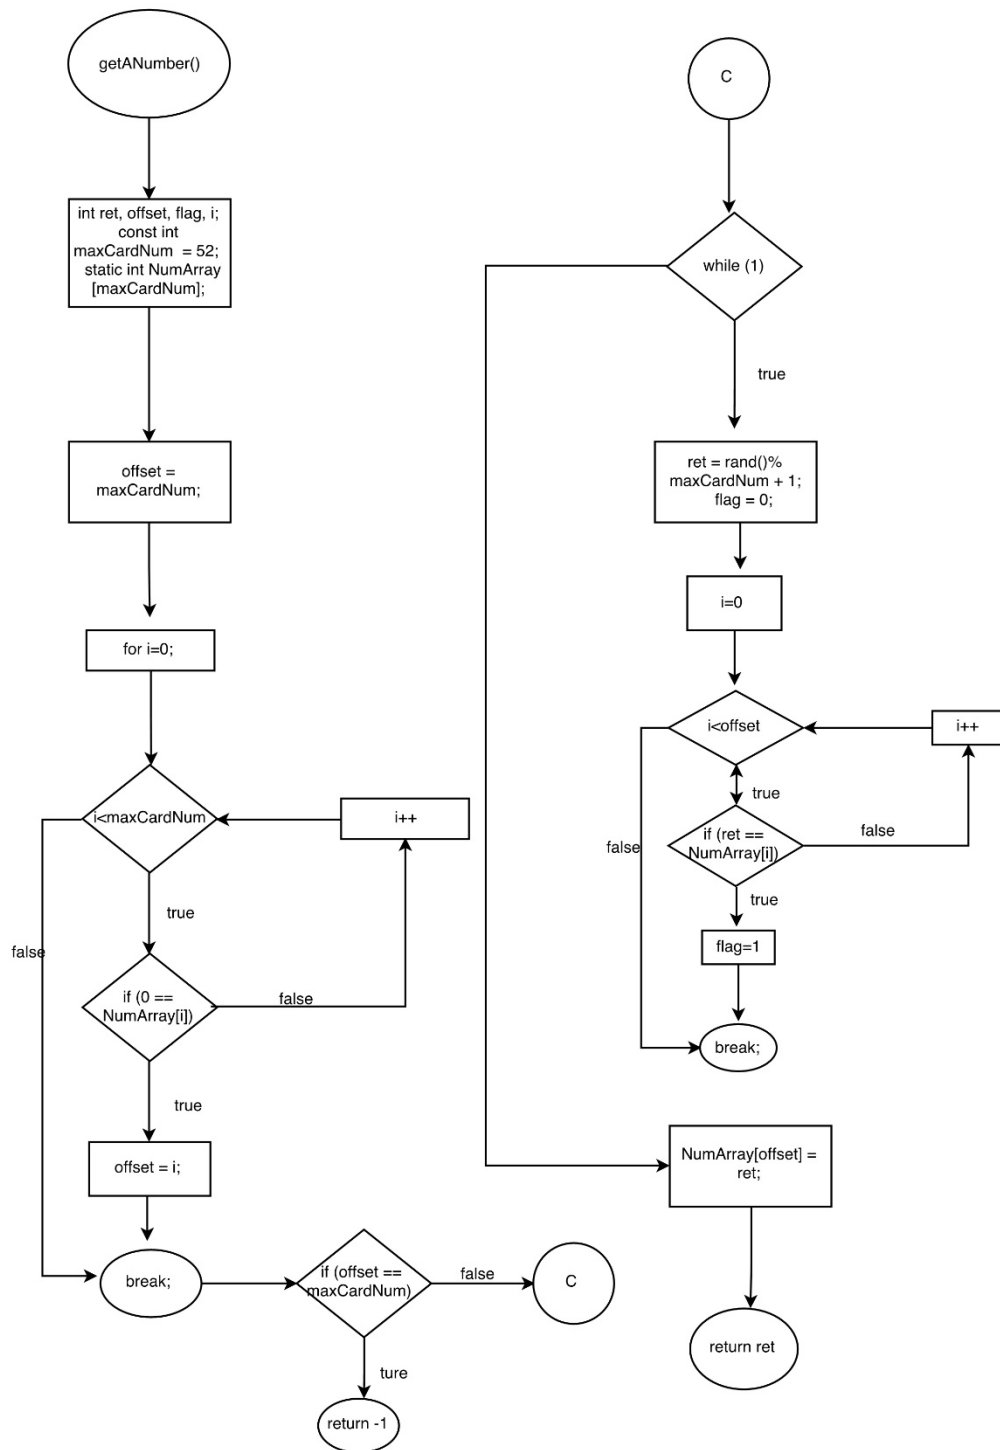 getANumber()
int ret, offset, flag, i;
const int
maxCardNum = 52;
static int NumArray
[maxCardNum];
offset =
maxCardNum;
for i=0;
i<maxCardNum
i++
true
false
if (0 ==
NumArray[i])
false
true
offset = i;
break;
if (offset ==
maxCardNum)
false
C
ture
return -1
C
while (1)
true
ret = rand()%
maxCardNum + 1;
flag = 0;
i=0
i<offset
i++
true
false
if (ret ==
NumArray[i])
false
true
flag=1
break;
NumArray[offset] =
ret;
return ret